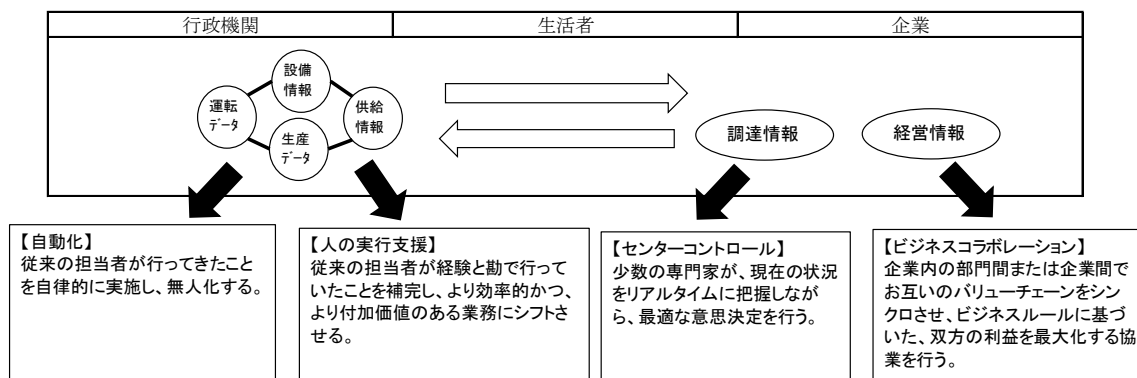 行政機関
生活者
企業
設備
情報
運転
データ
供給
情報
生産
データ
調達情報
経営情報
【自動化】
従来の担当者が行ってきたこと
を自律的に実施し、無人化する。
【人の実行支援】
従来の担当者が経験と勘で行って
いたことを補完し、より効率的かつ、
より付加価値のある業務にシフトさ
せる。
【センターコントロール】
少数の専門家が、現在の状況
をリアルタイムに把握しなが
ら、最適な意思決定を行う。
【ビジネスコラボレーション】
企業内の部門間または企業間で
お互いのバリューチェーンをシン
クロさせ、ビジネスルールに基づ
いた、双方の利益を最大化する協
業を行う。